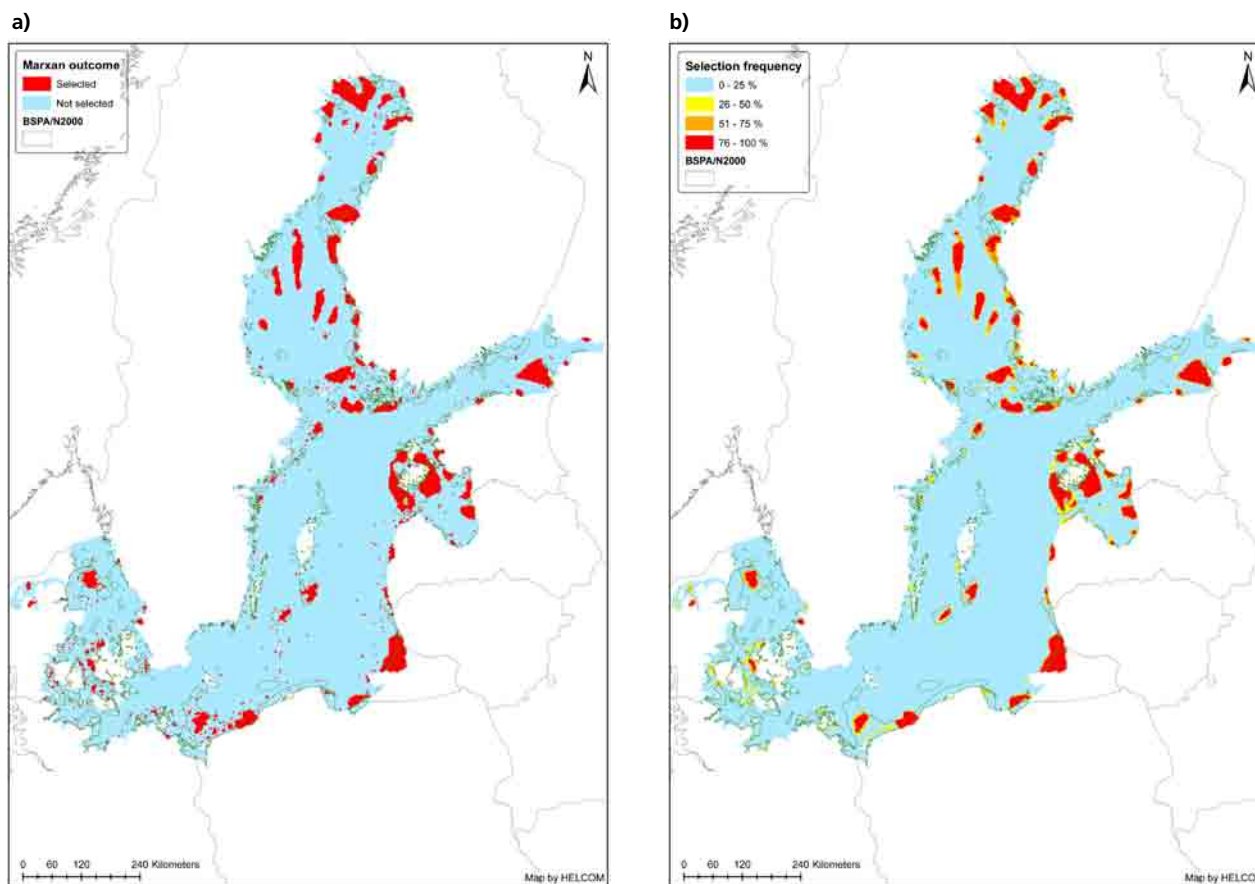 a)
Marxan outcome
Selected
Not selected
BSPA/N2000
N
0 60 120 240 Kilometers
Map by HELCOM
b)
Selection frequency
0 - 25 %
26 - 50 %
51 - 75 %
76 - 100 %
BSPA/N2000
N
0 60 120 240 Kilometers
Map by HELCOM